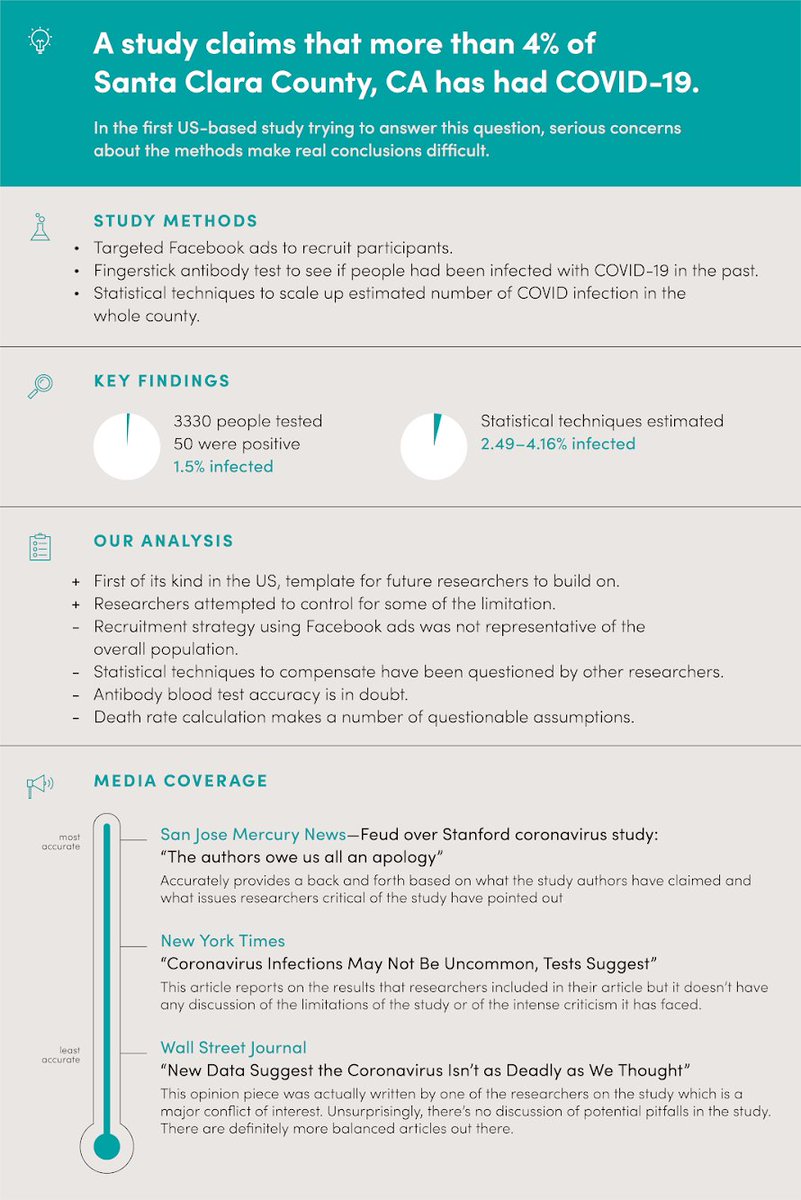 A study claims that more than 4% of
Santa Clara County, CA has had COVID-19.
In the first US-based study trying to answer this question, serious concerns
about the methods make real conclusions difficult.
STUDY METHODS
• Targeted Facebook ads to recruit participants.
• Fingerstick antibody test to see if people had been infected with COVID-19 in the past.
• Statistical techniques to scale up estimated number of COVID infection in the
whole county.
KEY FINDINGS
3330 people tested
50 were positive
1.5% infected
Statistical techniques estimated
2.49–4.16% infected
OUR ANALYSIS
+ First of its kind in the US, template for future researchers to build on.
+ Researchers attempted to control for some of the limitation.
- Recruitment strategy using Facebook ads was not representative of the
overall population.
- Statistical techniques to compensate have been questioned by other researchers.
- Antibody blood test accuracy is in doubt.
- Death rate calculation makes a number of questionable assumptions.
MEDIA COVERAGE
most
accurate
San Jose Mercury News—Feud over Stanford coronavirus study:
“The authors owe us all an apology”
Accurately provides a back and forth based on what the study authors have claimed and
what issues researchers critical of the study have pointed out
New York Times
“Coronavirus Infections May Not Be Uncommon, Tests Suggest”
This article reports on the results that researchers included in their article but it doesn’t have
any discussion of the limitations of the study or of the intense criticism it has faced.
least
accurate
Wall Street Journal
“New Data Suggest the Coronavirus Isn’t as Deadly as We Thought”
This opinion piece was actually written by one of the researchers on the study which is a
major conflict of interest. Unsurprisingly, there’s no discussion of potential pitfalls in the study.
There are definitely more balanced articles out there.